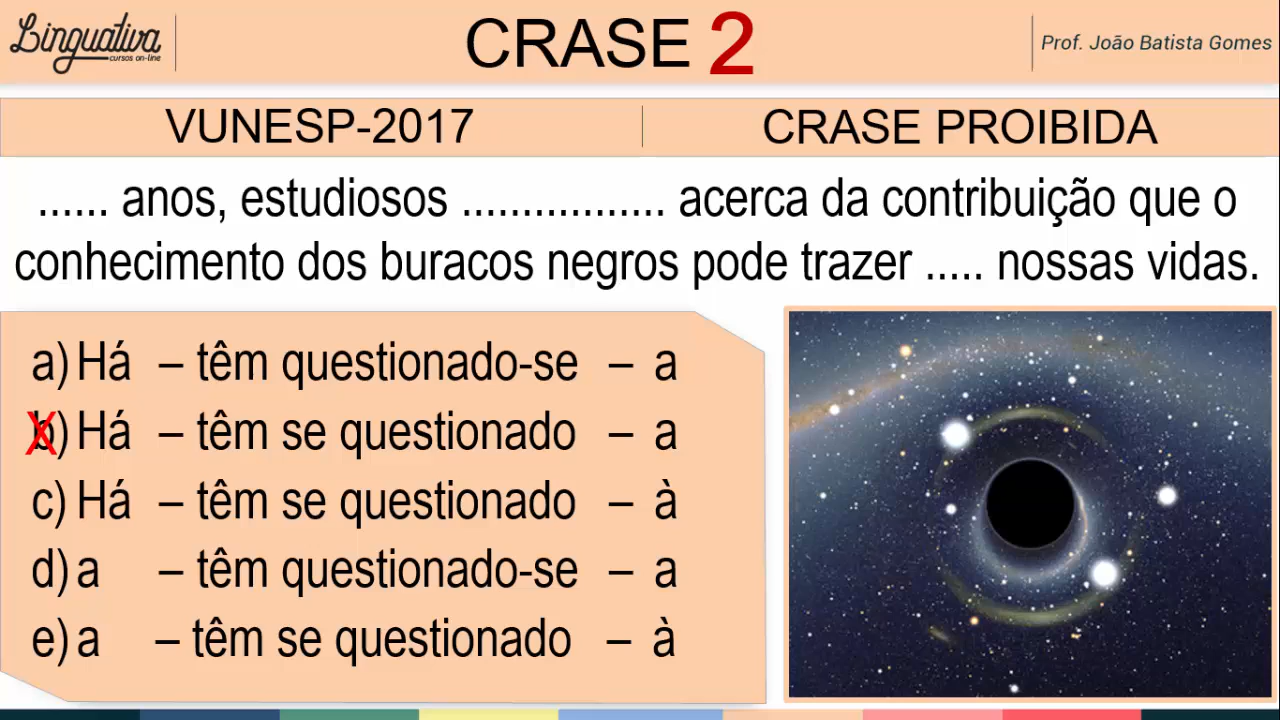 Linguativa
cursos on-line
CRASE 2
Prof. João Batista Gomes
VUNESP-2017
CRASE PROIBIDA
...... anos, estudiosos ................. acerca da contribuição que o
conhecimento dos buracos negros pode trazer ..... nossas vidas.
a) Há – têm questionado-se – a
b) Há – têm se questionado – a
c) Há – têm se questionado – à
d) a – têm questionado-se – a
e) a – têm se questionado – à